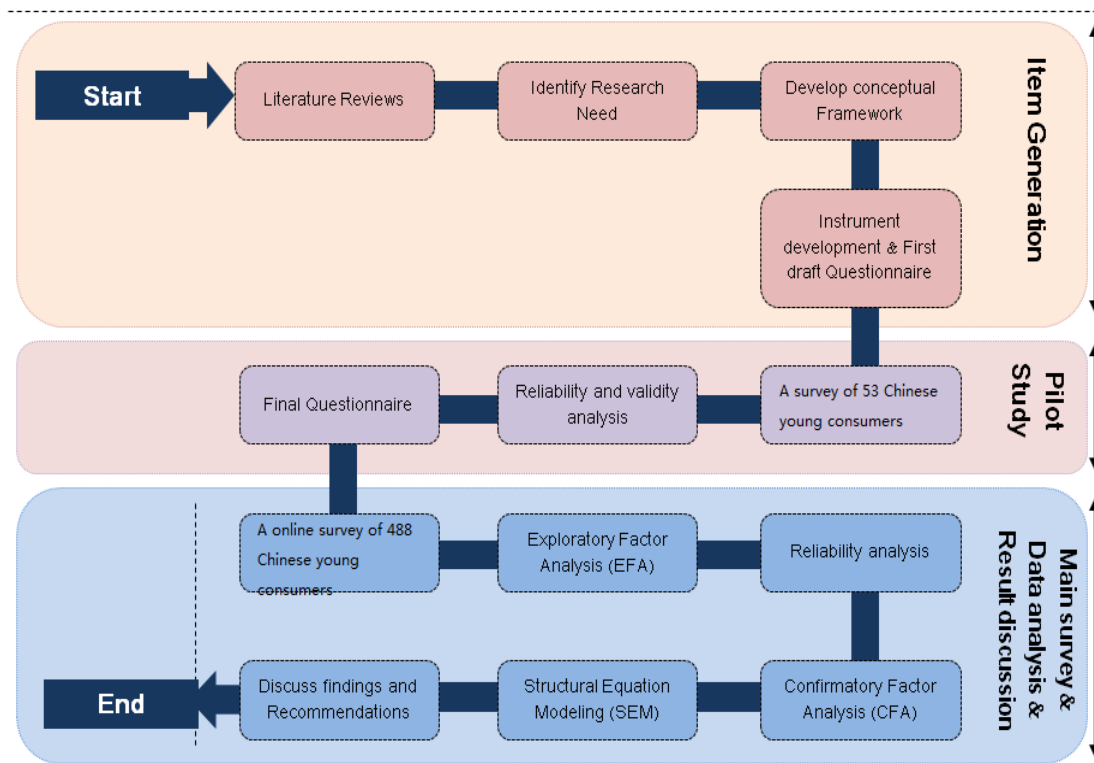 Start
Literature Reviews
Identify Research
Need
Develop conceptual
Framework
Instrument
development & First
draft Questionnaire
Item Generation
Final Questionnaire
Reliability and validity
analysis
A survey of 53 Chinese
young consumers
Pilot
Study
A online survey of 488
Chinese young
consumers
Exploratory Factor
Analysis (EFA)
Reliability analysis
End
Discuss findings and
Recommendations
Structural Equation
Modeling (SEM)
Confirmatory Factor
Analysis (CFA)
Main survey &
Data analysis &
Result discussion